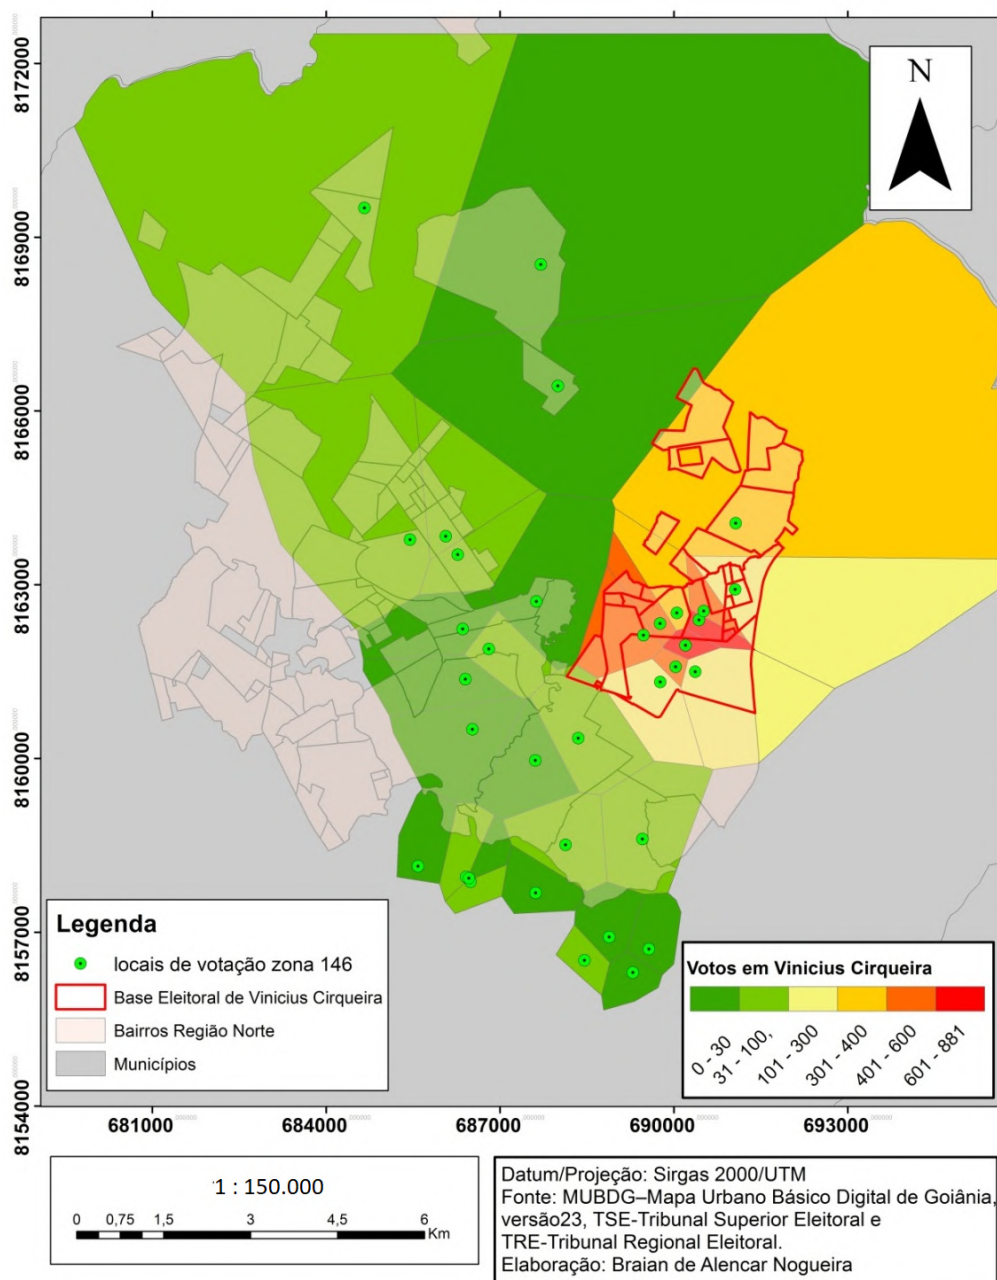 N
8172000
8169000
8166000
8163000
8160000
8157000
8154000
Legenda
locais de votação zona 146
Base Eleitoral de Vinicius Cirqueira
Bairros Região Norte
Municípios
Votos em Vinicius Cirqueira
0 - 30
31 - 100,
101 - 300
301 - 400
401 - 600
601 - 881
681000
684000
687000
690000
693000
1 : 150.000
0 0,75 1,5 3 4,5 6
Km
Datum/Projeção: Sirgas 2000/UTM
Fonte: MUBDG–Mapa Urbano Básico Digital de Goiânia,
versão23, TSE-Tribunal Superior Eleitoral e
TRE-Tribunal Regional Eleitoral.
Elaboração: Braian de Alencar Nogueira